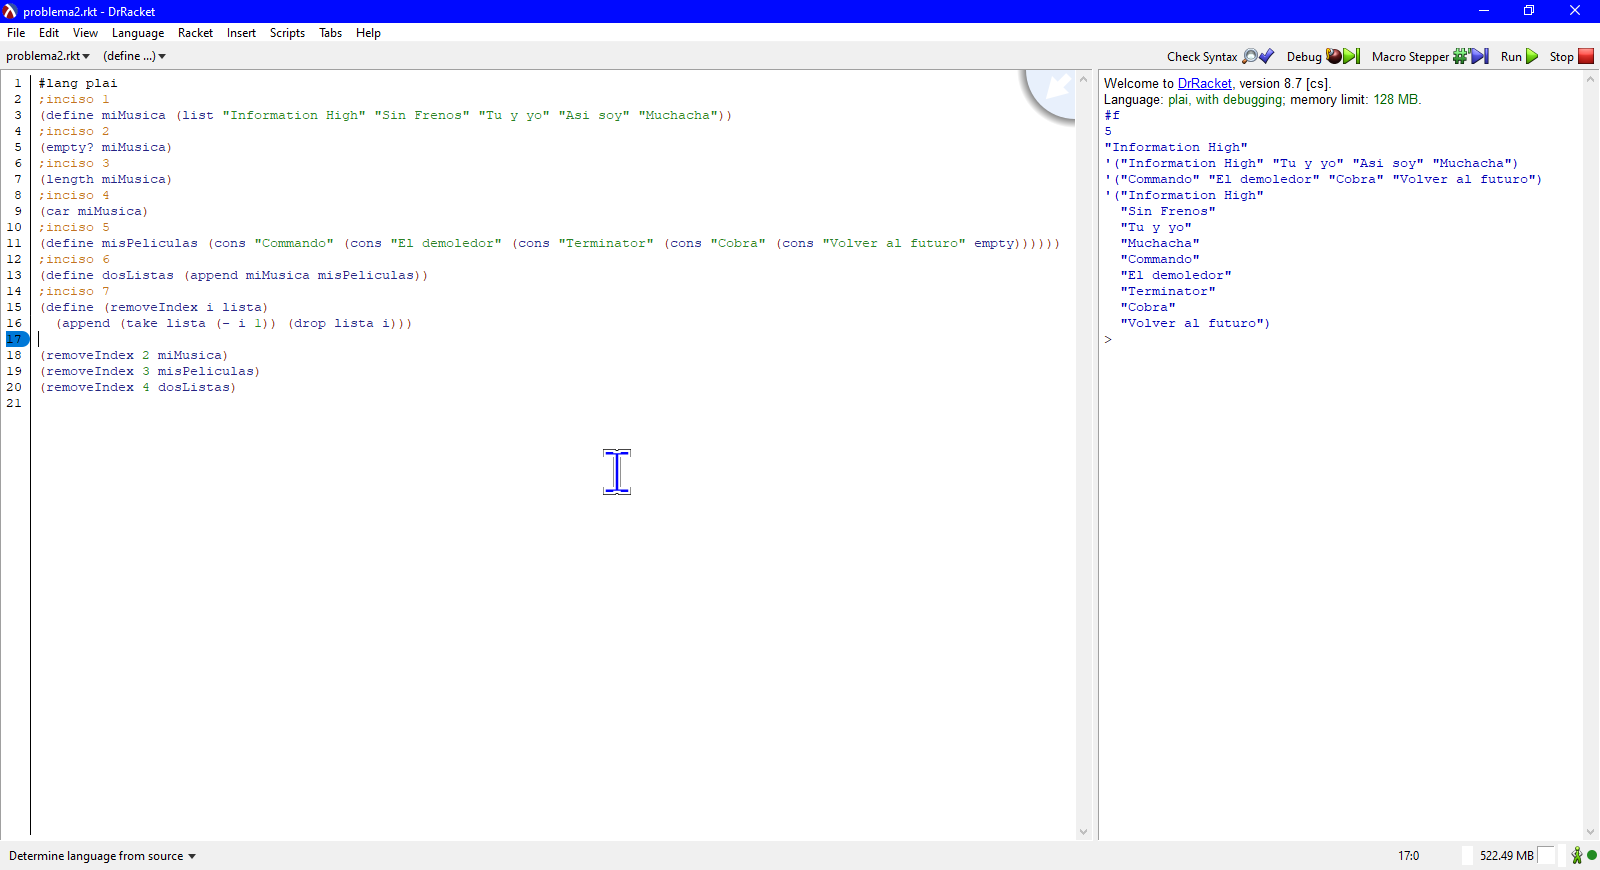 problema2.rkt - DrRacket
File Edit View Language Racket Insert Scripts Tabs Help
problema2.rkt (define ...) Check Syntax Debug Macro Stepper Run Stop
1 #lang plai
2 ;inciso 1
3 (define miMusica (list "Information High" "Sin Frenos" "Tu y yo" "Asi soy" "Muchacha"))
4 ;inciso 2
5 (empty? miMusica)
6 ;inciso 3
7 (length miMusica)
8 ;inciso 4
9 (car miMusica)
10 ;inciso 5
11 (define misPeliculas (cons "Commando" (cons "El demoledor" (cons "Terminator" (cons "Cobra" (cons "Volver al futuro" empty))))))
12 ;inciso 6
13 (define dosListas (append miMusica misPeliculas))
14 ;inciso 7
15 (define (removeIndex i lista)
16 (append (take lista (- i 1)) (drop lista i)))
17
18 (removeIndex 2 miMusica)
19 (removeIndex 3 misPeliculas)
20 (removeIndex 4 dosListas)
21
Welcome to DrRacket, version 8.7 [cs].
Language: plai, with debugging; memory limit: 128 MB.
#f
5
"Information High"
'("Information High" "Tu y yo" "Asi soy" "Muchacha")
'("Commando" "El demoledor" "Cobra" "Volver al futuro")
'("Information High"
"Sin Frenos"
"Tu y yo"
"Muchacha"
"Commando"
"El demoledor"
"Terminator"
"Cobra"
"Volver al futuro")
>
Determine language from source 17:0 522.49 MB